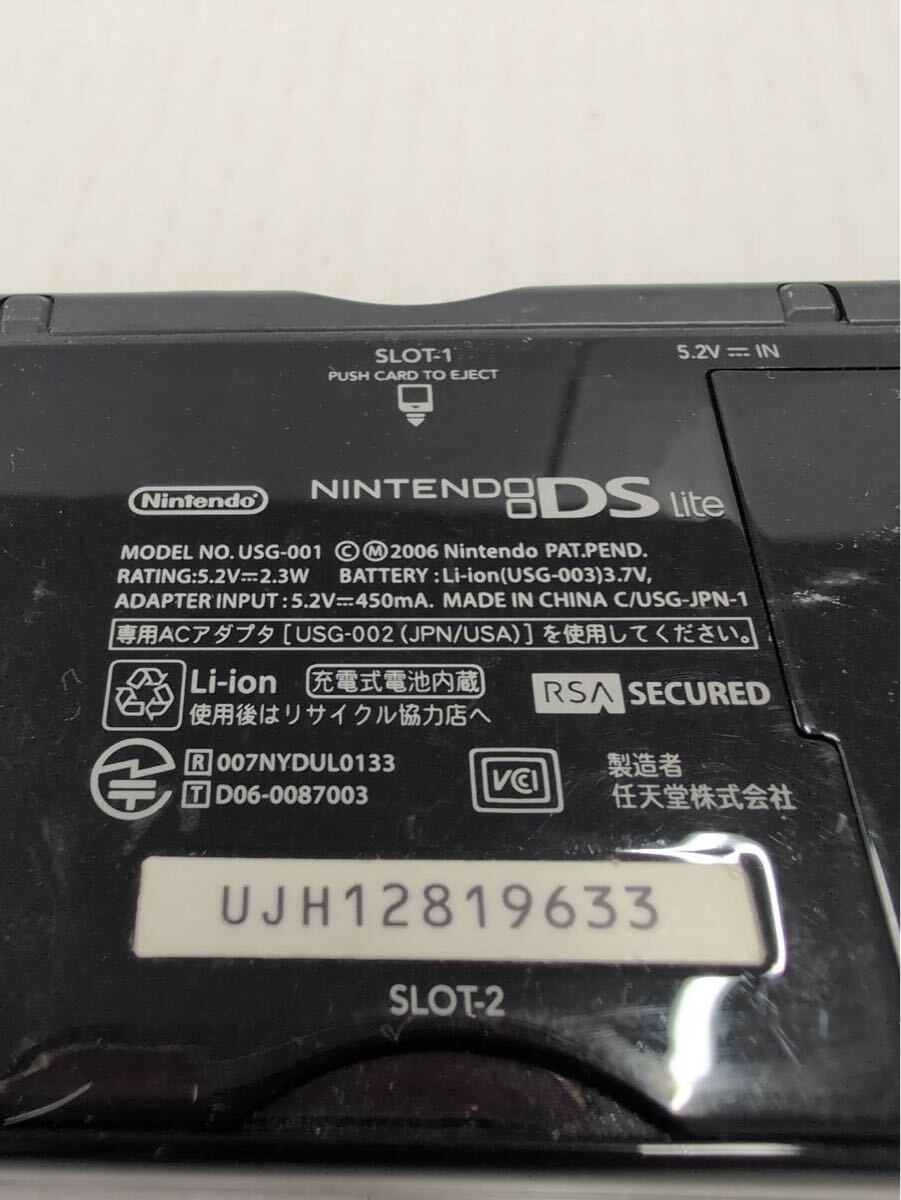 SLOT-1
PUSH CARD TO EJECT
5.2V⎓IN
Nintendo
NINTENDO DS Lite
MODEL NO. USG-001 ©Ⓜ2006 Nintendo PAT.PEND.
RATING:5.2V⎓2.3W BATTERY:Li-ion(USG-003)3.7V,
ADAPTER INPUT:5.2V⎓450mA. MADE IN CHINA C/USG-JPN-1
専用ACアダプタ[USG-002(JPN/USA)]を使用してください。
Li-ion 充電式電池内蔵
使用後はリサイクル協力店へ
RSA SECURED
R 007NYDUL0133
T D06-0087003
VCI
製造者
任天堂株式会社
UJH12819633
SLOT-2